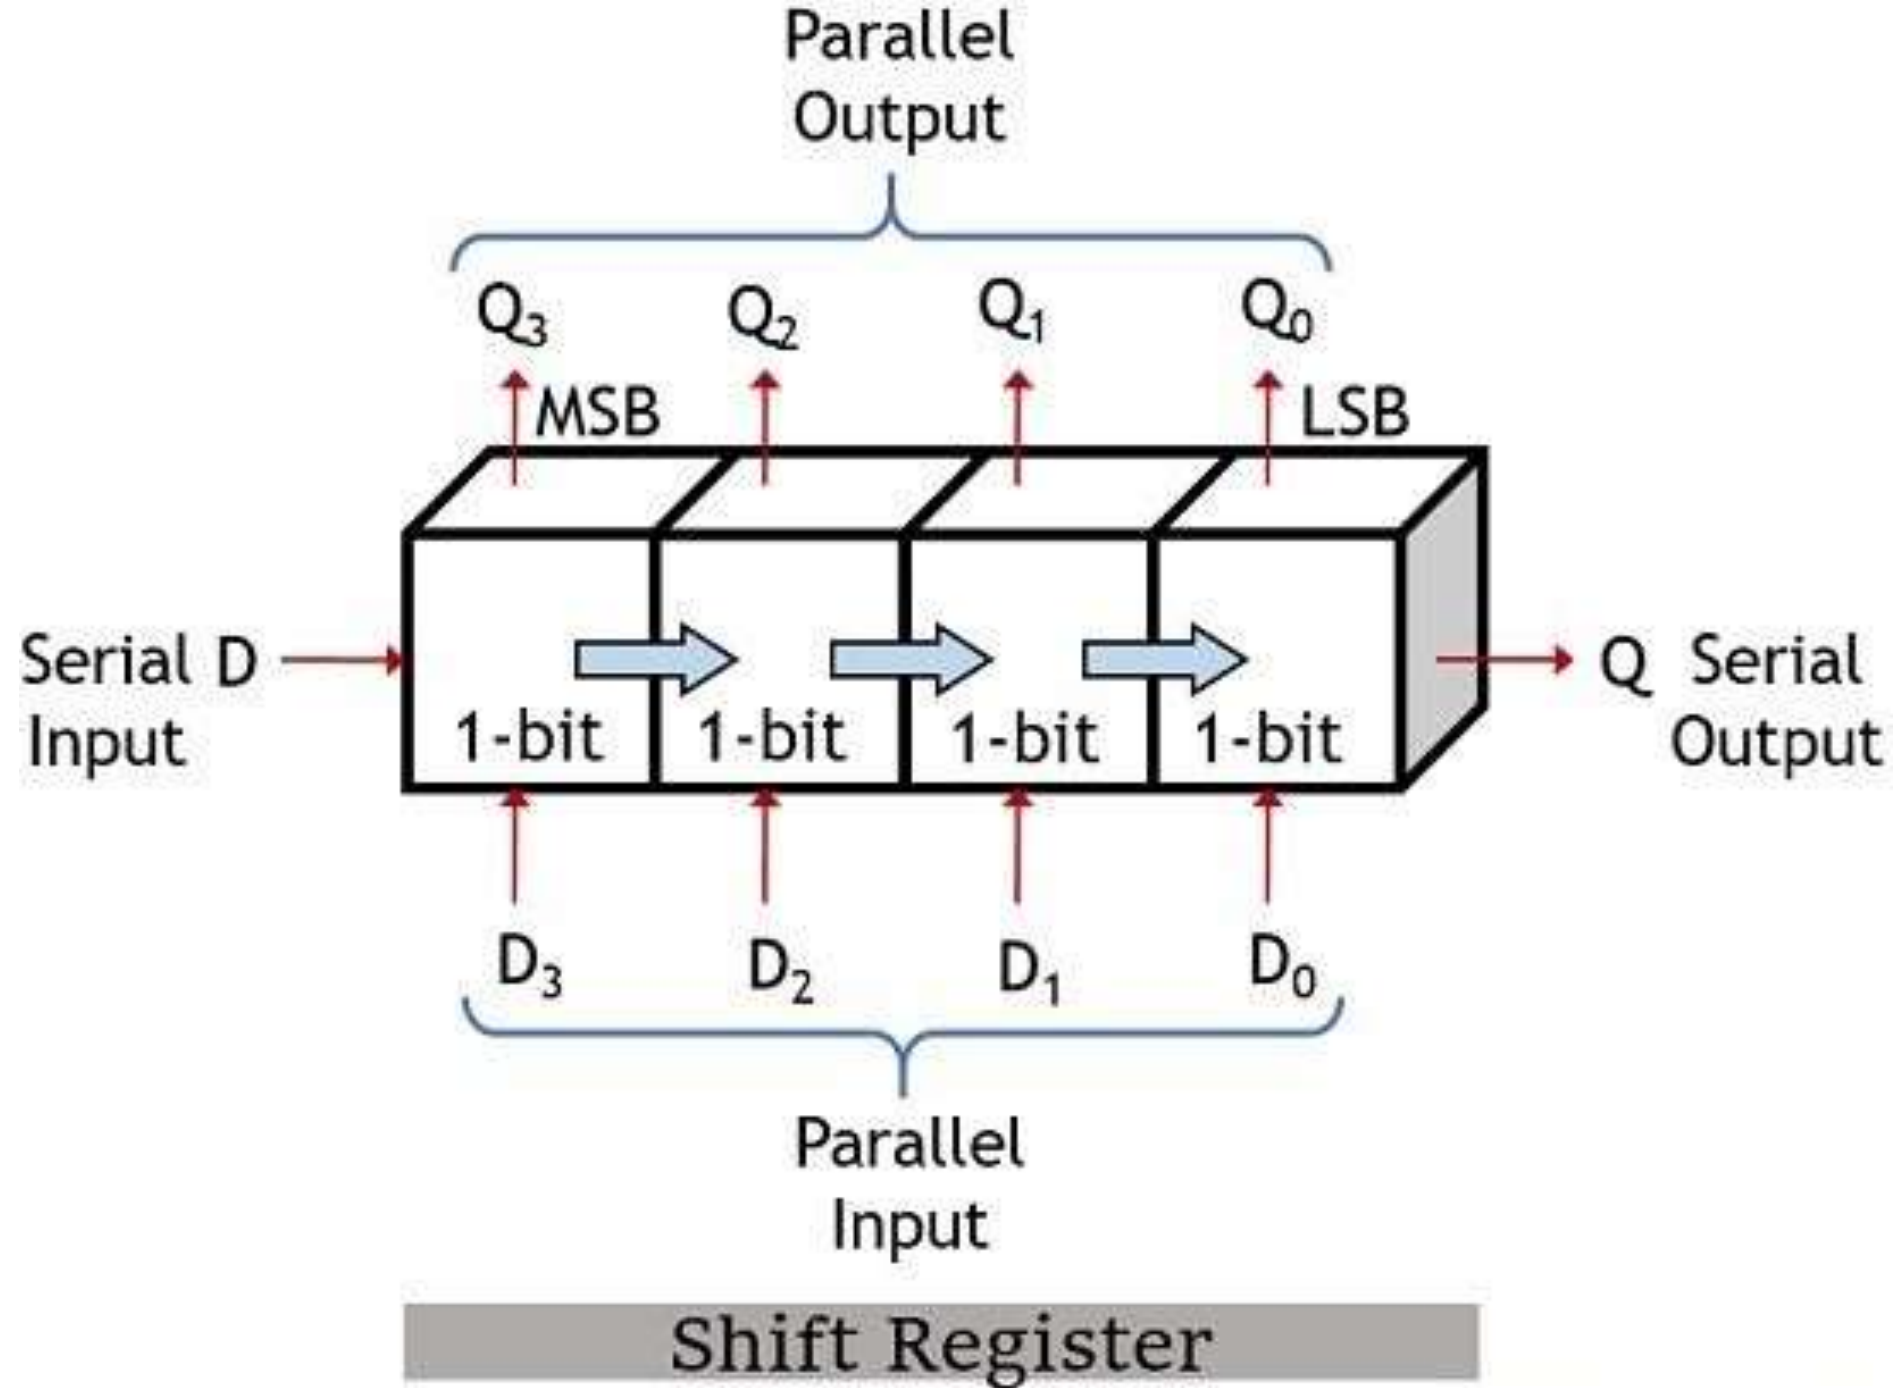 Parallel
Output
Q₃ Q₂ Q₁ Q₀
MSB LSB
Serial D Q Serial
Input Output
1-bit 1-bit 1-bit 1-bit
D₃ D₂ D₁ D₀
Parallel
Input
Shift Register